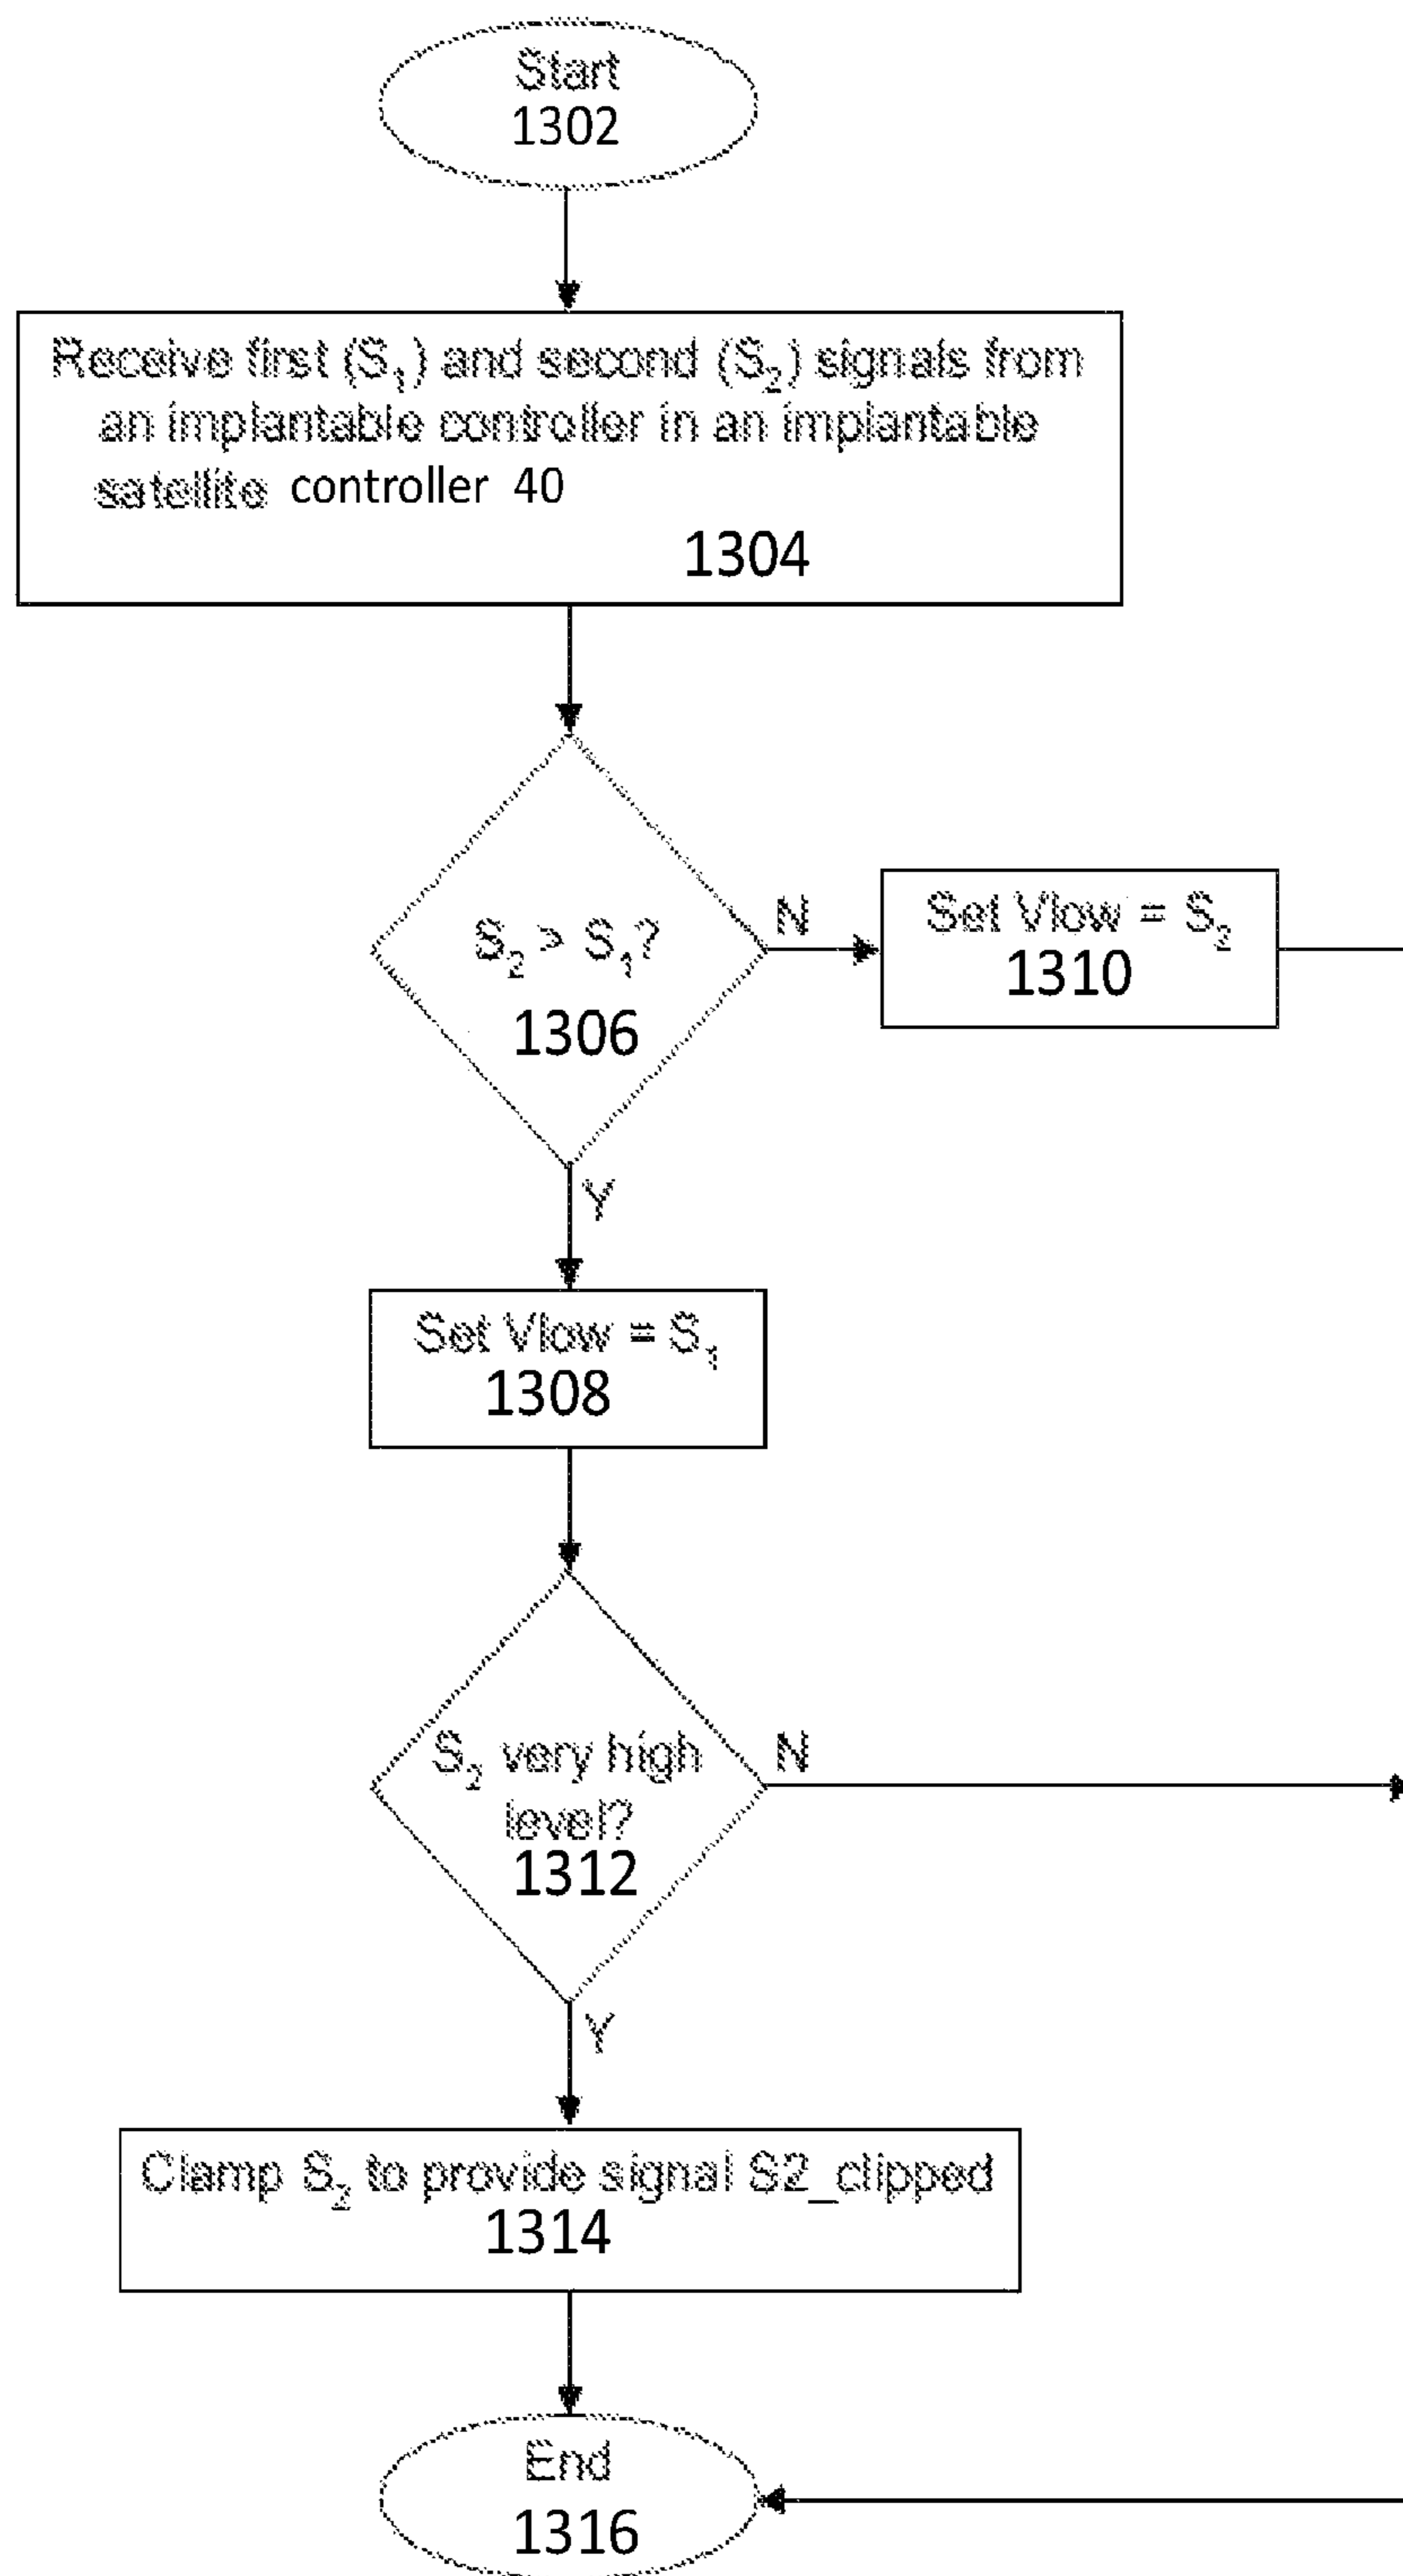 Start
1302
Receive first (S₁) and second (S₂) signals from
an implantable controller in an implantable
satellite controller 40
1304
S₂ > S₁?
1306
N
Set Vlow = S₂
1310
Y
Set Vlow = S₁
1308
S₂ very high
level?
1312
N
Y
Clamp S₂ to provide signal S2_clipped
1314
End
1316